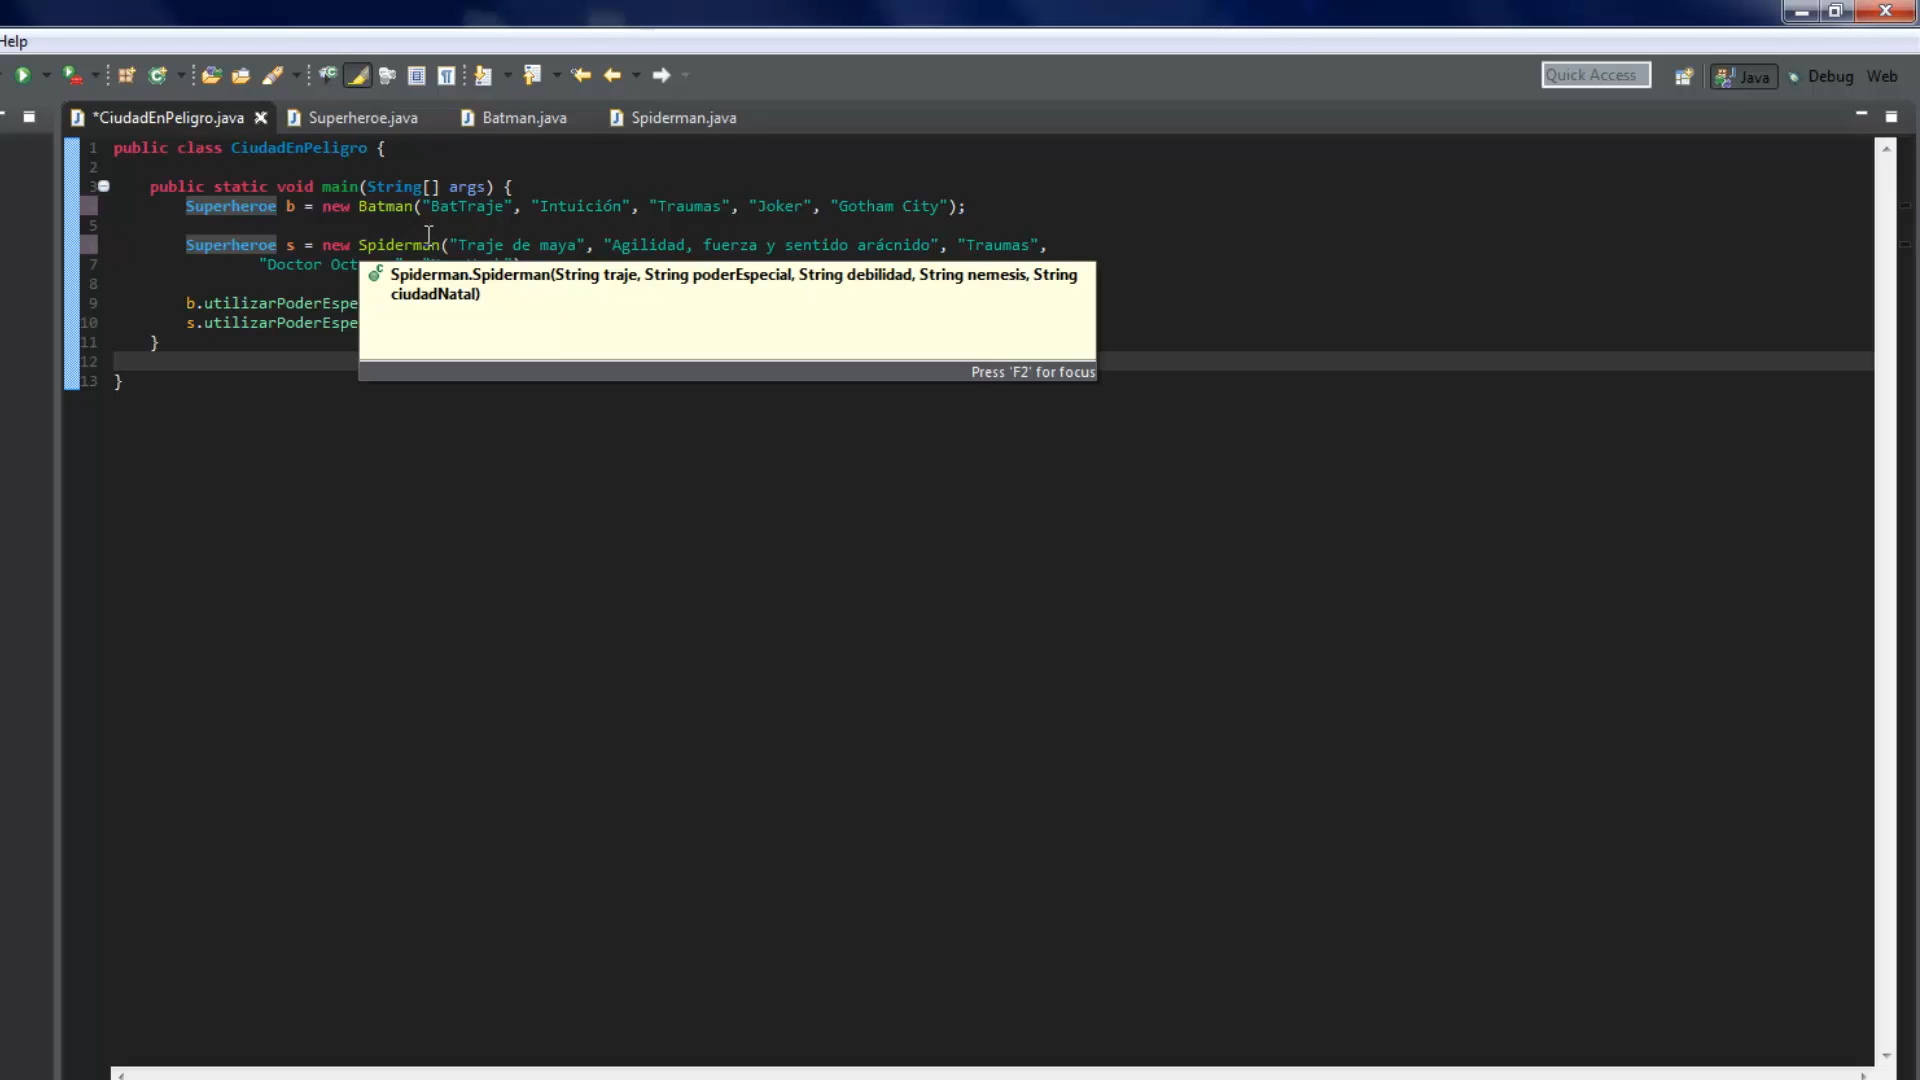 Help
Quick Access
Java
Debug
Web
*CiudadEnPeligro.java
Superheroe.java
Batman.java
Spiderman.java
1 public class CiudadEnPeligro {
2
3 public static void main(String[] args) {
Superheroe b = new Batman("BatTraje", "Intuición", "Traumas", "Joker", "Gotham City");
5
Superheroe s = new Spiderman("Traje de maya", "Agilidad, fuerza y sentido arácnido", "Traumas",
7 "Doctor Oct
8
9 b.utilizarPoderEspe
10 s.utilizarPoderEspe
11 }
12
13 }
Spiderman.Spiderman(String traje, String poderEspecial, String debilidad, String nemesis, String
ciudadNatal)
Press 'F2' for focus